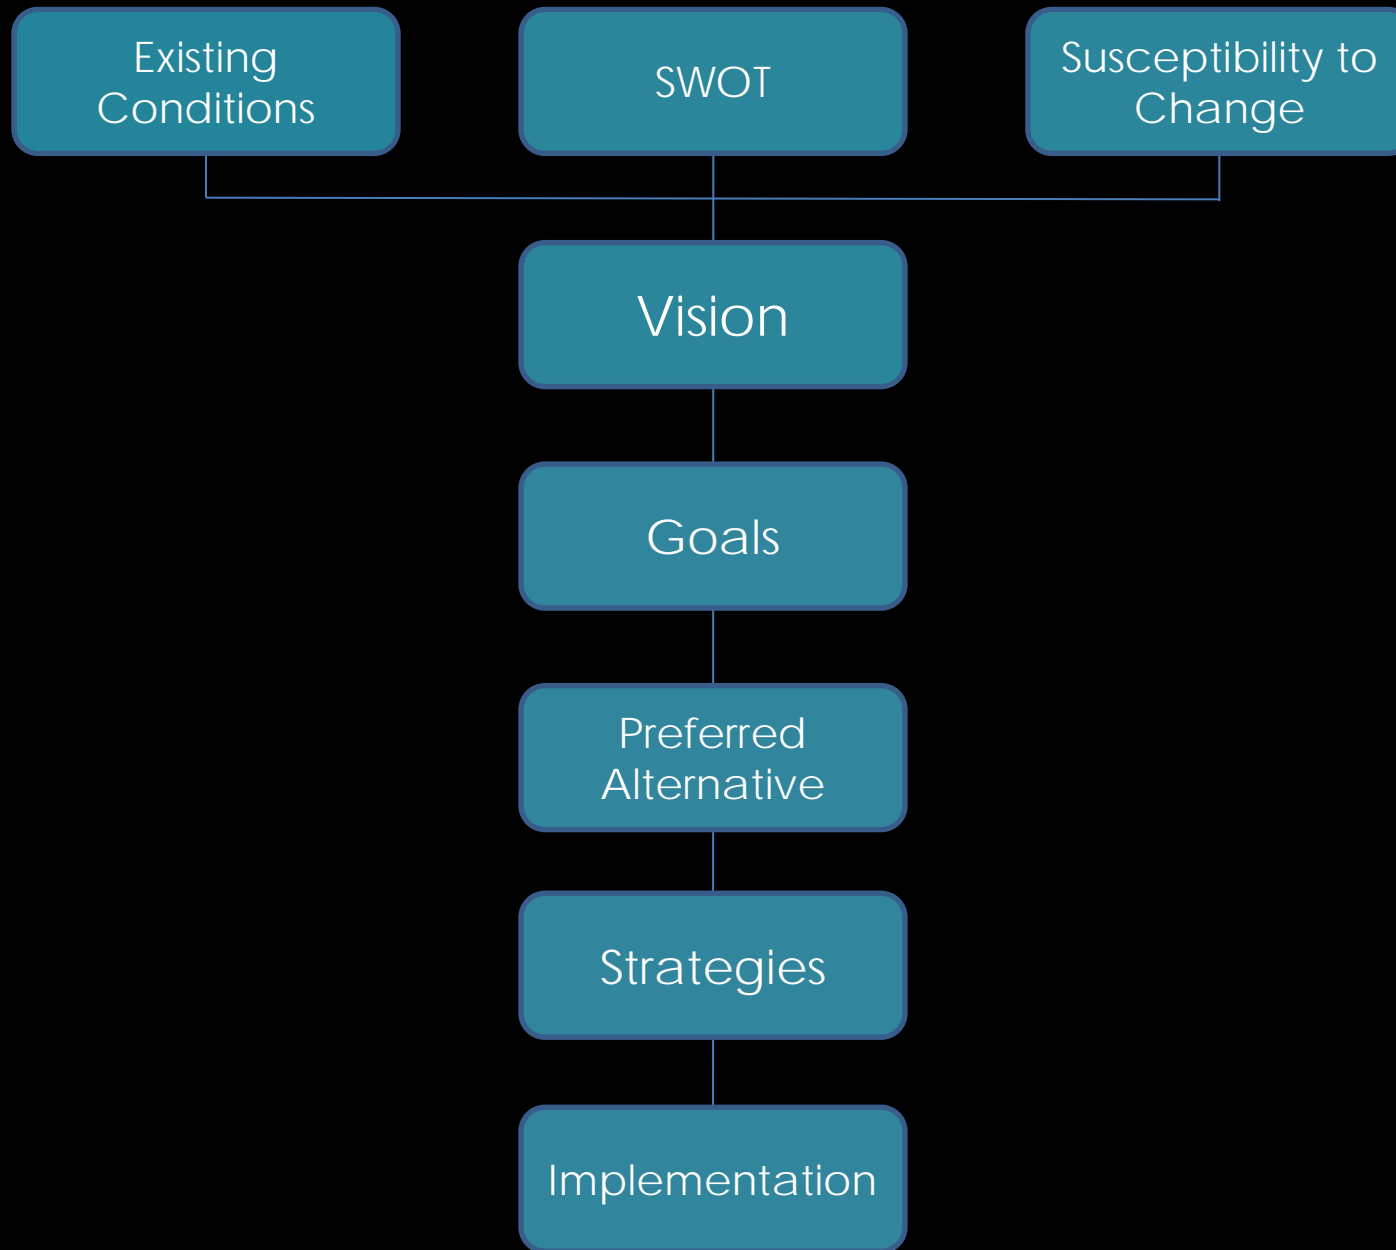 Existing
Conditions
SWOT
Susceptibility to
Change
Vision
Goals
Preferred
Alternative
Strategies
Implementation